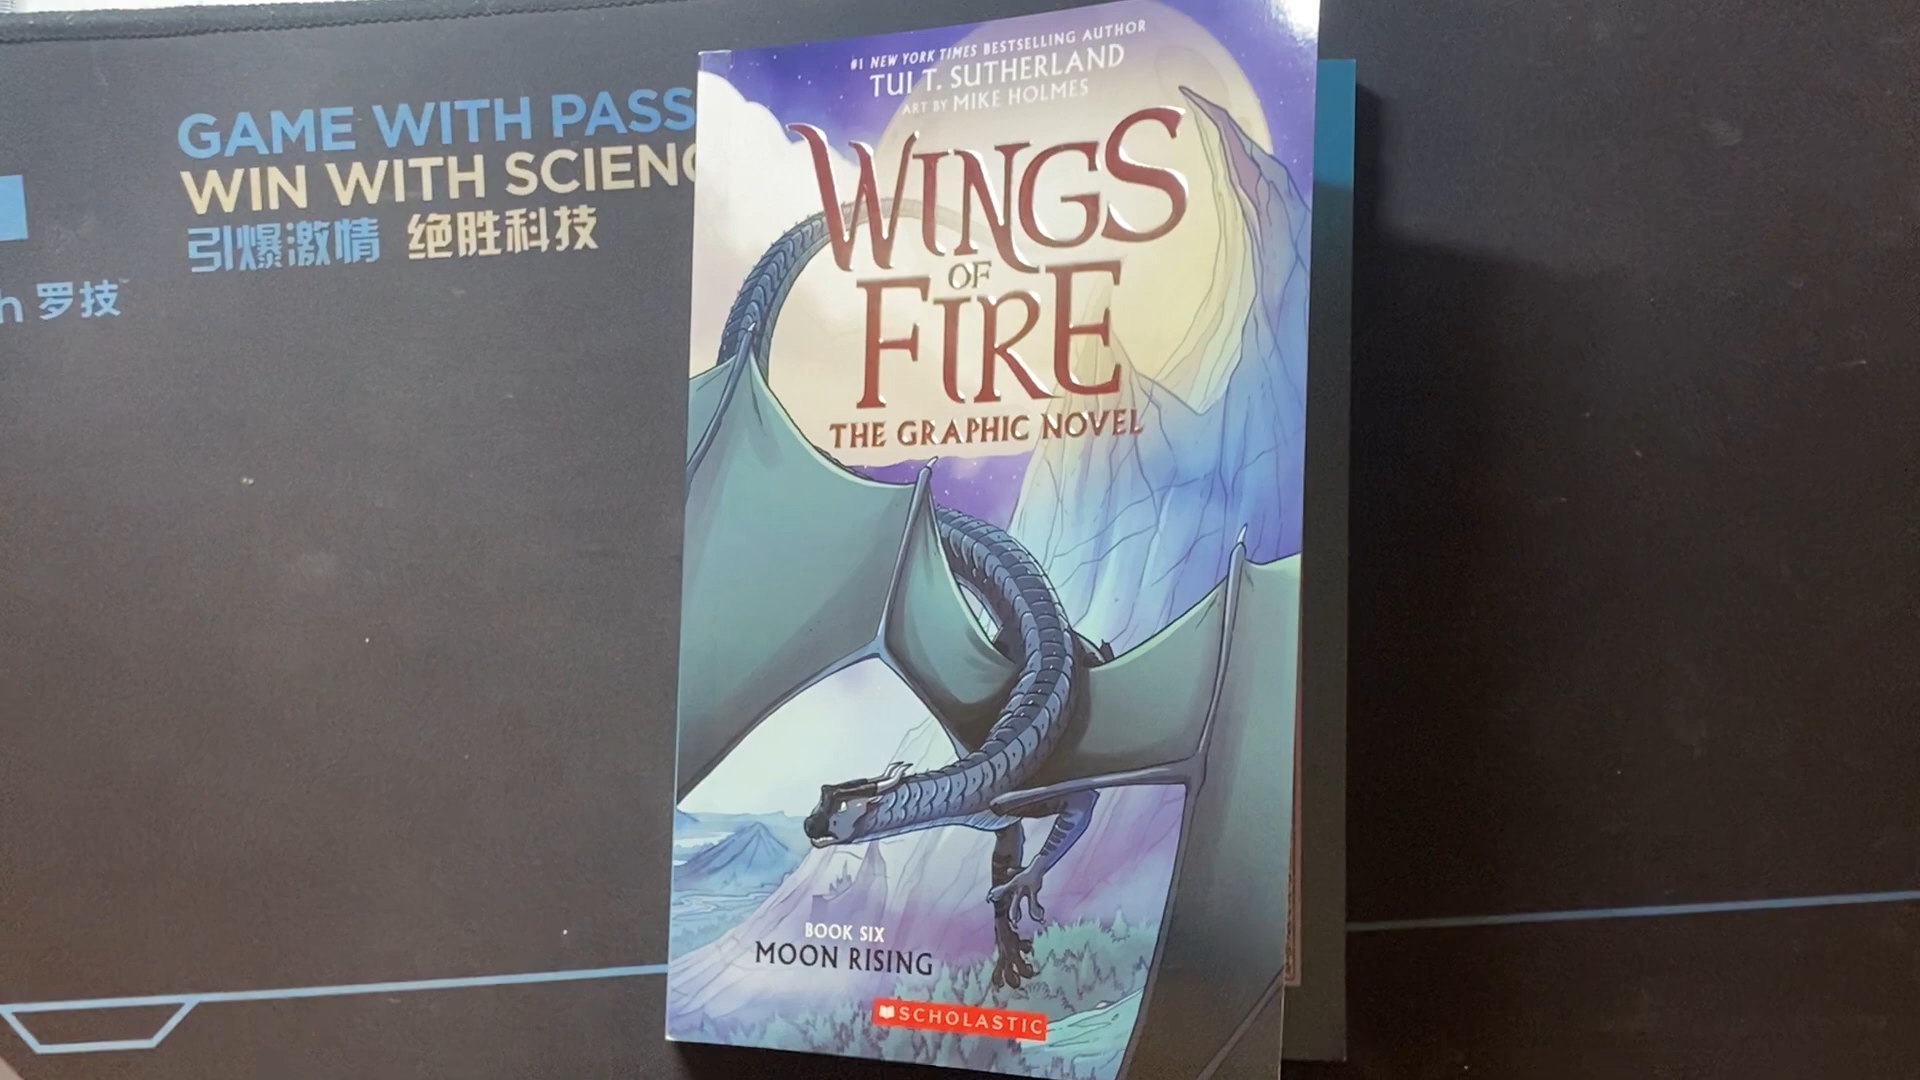 GAME WITH PASS
WIN WITH SCIENC
引爆激情 绝胜科技
h 罗技
#1 NEW YORK TIMES BESTSELLING AUTHOR
TUI T. SUTHERLAND
ART BY MIKE HOLMES
WINGS
OF
FIRE
THE GRAPHIC NOVEL
BOOK SIX
MOON RISING
SCHOLASTIC